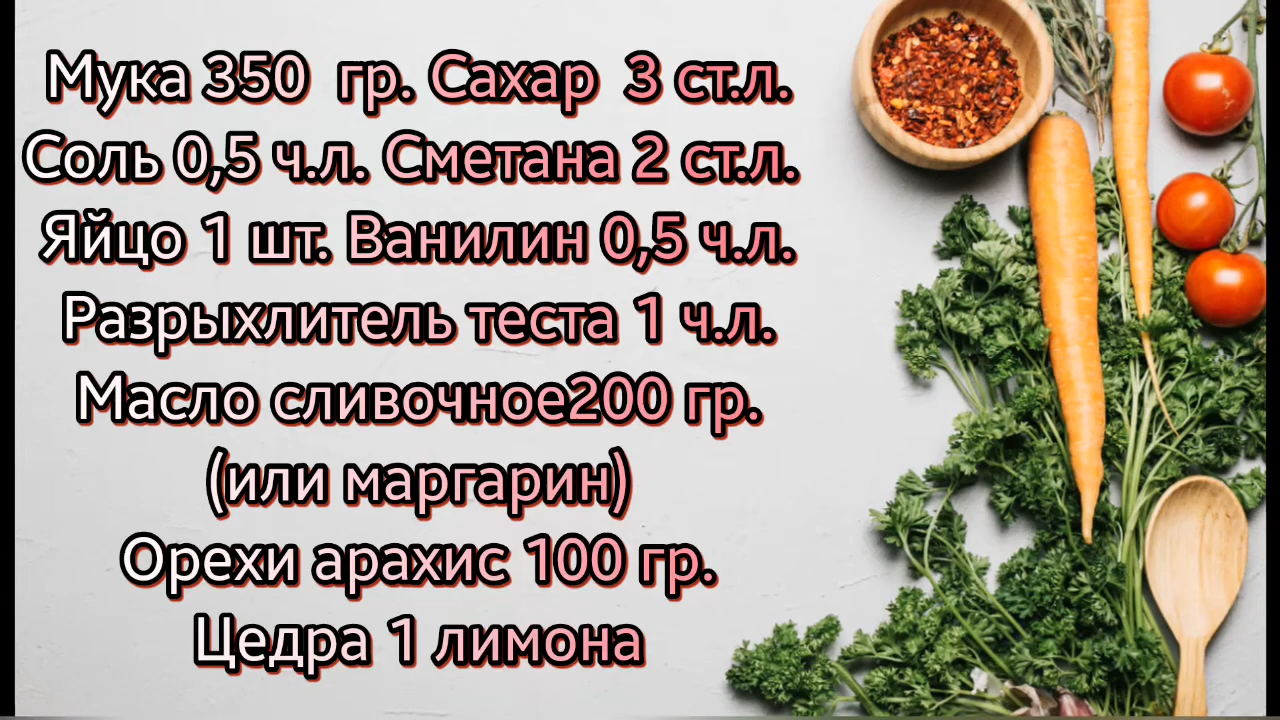 Мука 350 гр. Сахар 3 ст.л.
Соль 0,5 ч.л. Сметана 2 ст.л.
Яйцо 1 шт. Ванилин 0,5 ч.л.
Разрыхлитель теста 1 ч.л.
Масло сливочное200 гр.
(или маргарин)
Орехи арахис 100 гр.
Цедра 1 лимона